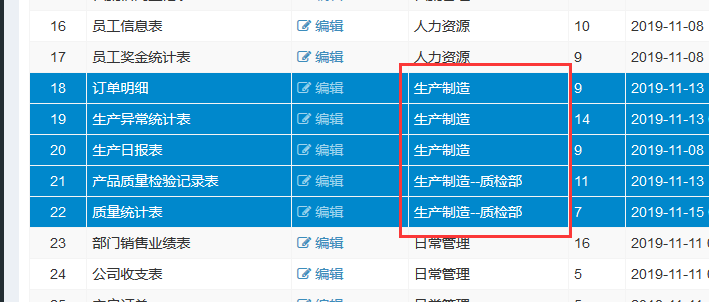 16 员工信息表 编辑 人力资源 10 2019-11-08
17 员工奖金统计表 编辑 人力资源 9 2019-11-08
18 订单明细 编辑 生产制造 9 2019-11-13
19 生产异常统计表 编辑 生产制造 14 2019-11-13
20 生产日报表 编辑 生产制造 9 2019-11-08
21 产品质量检验记录表 编辑 生产制造--质检部 11 2019-11-13
22 质量统计表 编辑 生产制造--质检部 7 2019-11-15
23 部门销售业绩表 编辑 日常管理 16 2019-11-11
24 公司收支表 编辑 日常管理 5 2019-11-11